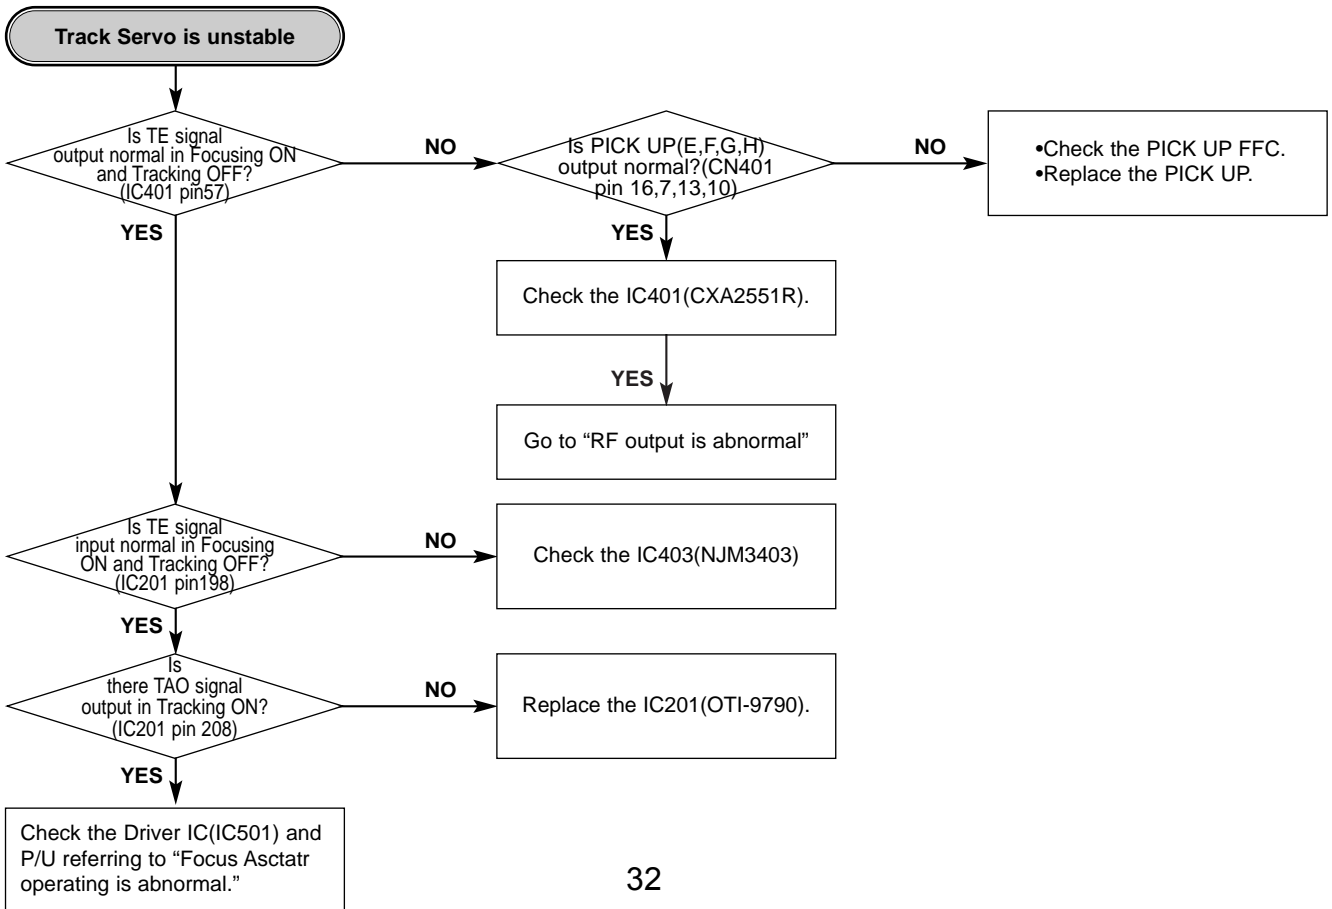 Track Servo is unstable
Is TE signal
output normal in Focusing ON
and Tracking OFF?
(IC401 pin57)
NO
Is PICK UP(E,F,G,H)
output normal?(CN401
pin 16,7,13,10)
NO
•Check the PICK UP FFC.
•Replace the PICK UP.
YES
YES
Check the IC401(CXA2551R).
YES
Go to “RF output is abnormal”
Is TE signal
input normal in Focusing
ON and Tracking OFF?
(IC201 pin198)
NO
Check the IC403(NJM3403)
YES
Is
there TAO signal
output in Tracking ON?
(IC201 pin 208)
NO
Replace the IC201(OTI-9790).
YES
Check the Driver IC(IC501) and
P/U referring to “Focus Asctatr
operating is abnormal.”
32